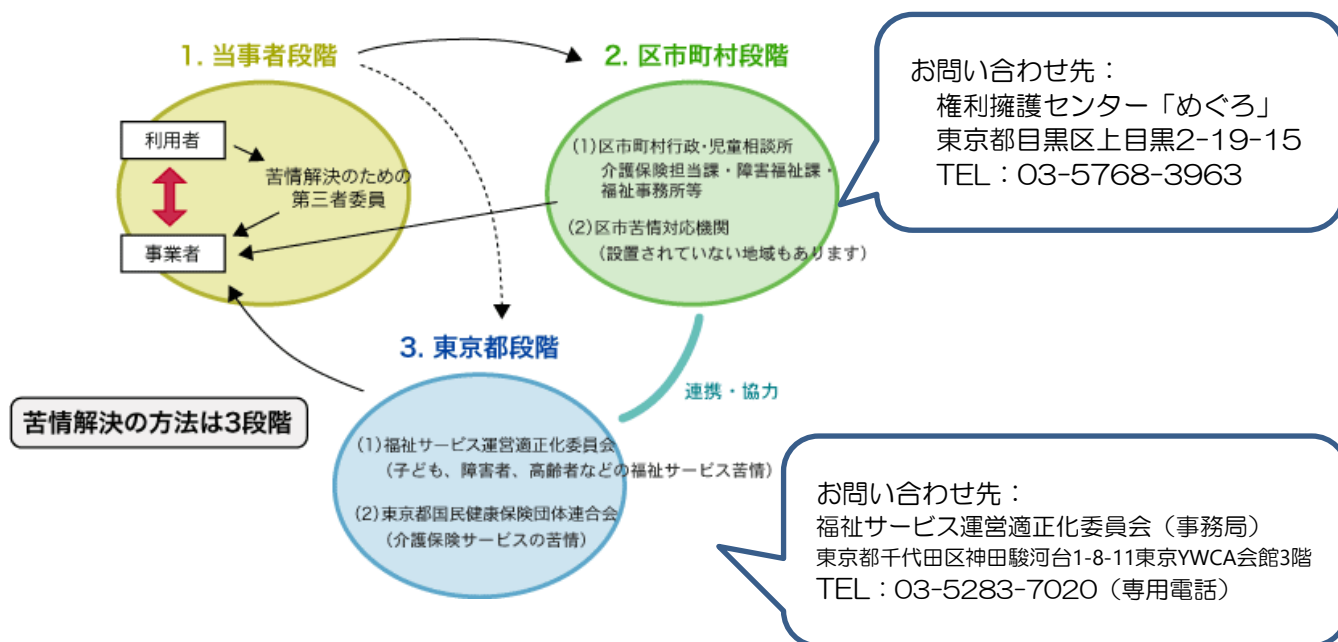 1. 当事者段階
利用者
苦情解決のための
第三者委員
事業者
2. 区市町村段階
(1)区市町村行政・児童相談所
介護保険担当課・障害福祉課・
福祉事務所等
(2)区市苦情対応機関
(設置されていない地域もあります)
お問い合わせ先：
権利擁護センター「めぐろ」
東京都目黒区上目黒2-19-15
TEL：03-5768-3963
3. 東京都段階
連携・協力
苦情解決の方法は3段階
(1)福祉サービス運営適正化委員会
(子ども、障害者、高齢者などの福祉サービス苦情)
(2)東京都国民健康保険団体連合会
(介護保険サービスの苦情)
お問い合わせ先：
福祉サービス運営適正化委員会（事務局）
東京都千代田区神田駿河台1-8-11東京YWCA会館3階
TEL：03-5283-7020（専用電話）